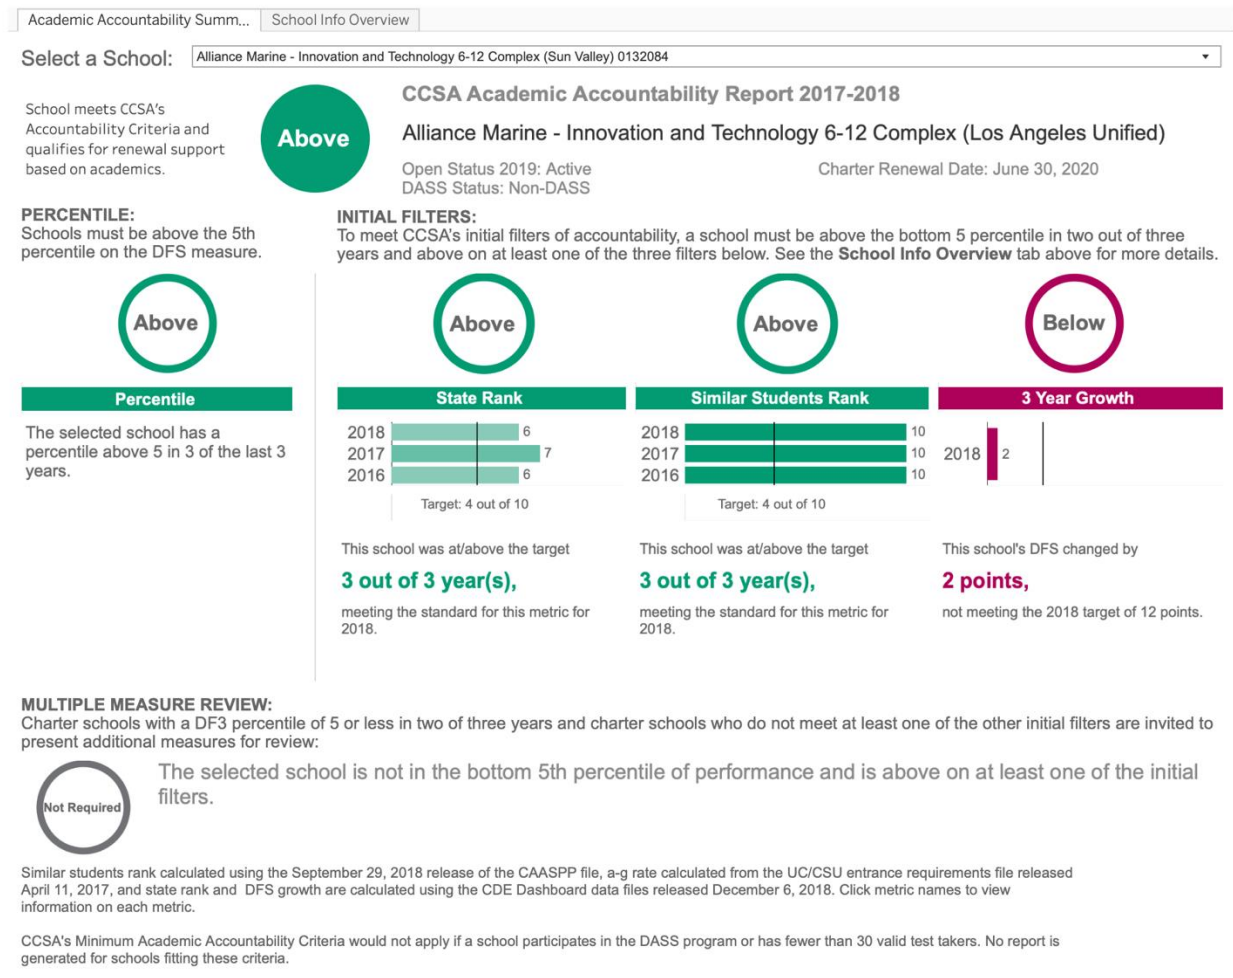 Academic Accountability Summ...
School Info Overview
Select a School:
Alliance Marine - Innovation and Technology 6-12 Complex (Sun Valley) 0132084
School meets CCSA's
Accountability Criteria and
qualifies for renewal support
based on academics.
Above
CCSA Academic Accountability Report 2017-2018
Alliance Marine - Innovation and Technology 6-12 Complex (Los Angeles Unified)
Open Status 2019: Active
DASS Status: Non-DASS
Charter Renewal Date: June 30, 2020
PERCENTILE:
Schools must be above the 5th
percentile on the DFS measure.
INITIAL FILTERS:
To meet CCSA's initial filters of accountability, a school must be above the bottom 5 percentile in two out of three
years and above on at least one of the three filters below. See the School Info Overview tab above for more details.
Above
Percentile
The selected school has a
percentile above 5 in 3 of the last 3
years.
Above
State Rank
2018 6
2017 7
2016 6
Target: 4 out of 10
This school was at/above the target
3 out of 3 year(s),
meeting the standard for this metric for
2018.
Above
Similar Students Rank
2018 10
2017 10
2016 10
Target: 4 out of 10
This school was at/above the target
3 out of 3 year(s),
meeting the standard for this metric for
2018.
Below
3 Year Growth
2018 2
This school's DFS changed by
2 points,
not meeting the 2018 target of 12 points.
MULTIPLE MEASURE REVIEW:
Charter schools with a DF3 percentile of 5 or less in two of three years and charter schools who do not meet at least one of the other initial filters are invited to
present additional measures for review:
Not Required
The selected school is not in the bottom 5th percentile of performance and is above on at least one of the initial
filters.
Similar students rank calculated using the September 29, 2018 release of the CAASPP file, a-g rate calculated from the UC/CSU entrance requirements file released
April 11, 2017, and state rank and DFS growth are calculated using the CDE Dashboard data files released December 6, 2018. Click metric names to view
information on each metric.
CCSA's Minimum Academic Accountability Criteria would not apply if a school participates in the DASS program or has fewer than 30 valid test takers. No report is
generated for schools fitting these criteria.